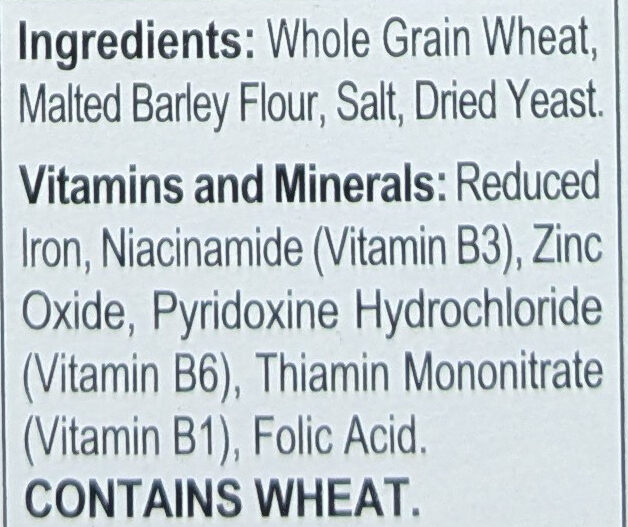 Ingredients: Whole Grain Wheat,
Malted Barley Flour, Salt, Dried Yeast.
Vitamins and Minerals: Reduced
Iron, Niacinamide (Vitamin B3), Zinc
Oxide, Pyridoxine Hydrochloride
(Vitamin B6), Thiamin Mononitrate
(Vitamin B1), Folic Acid.
CONTAINS WHEAT.